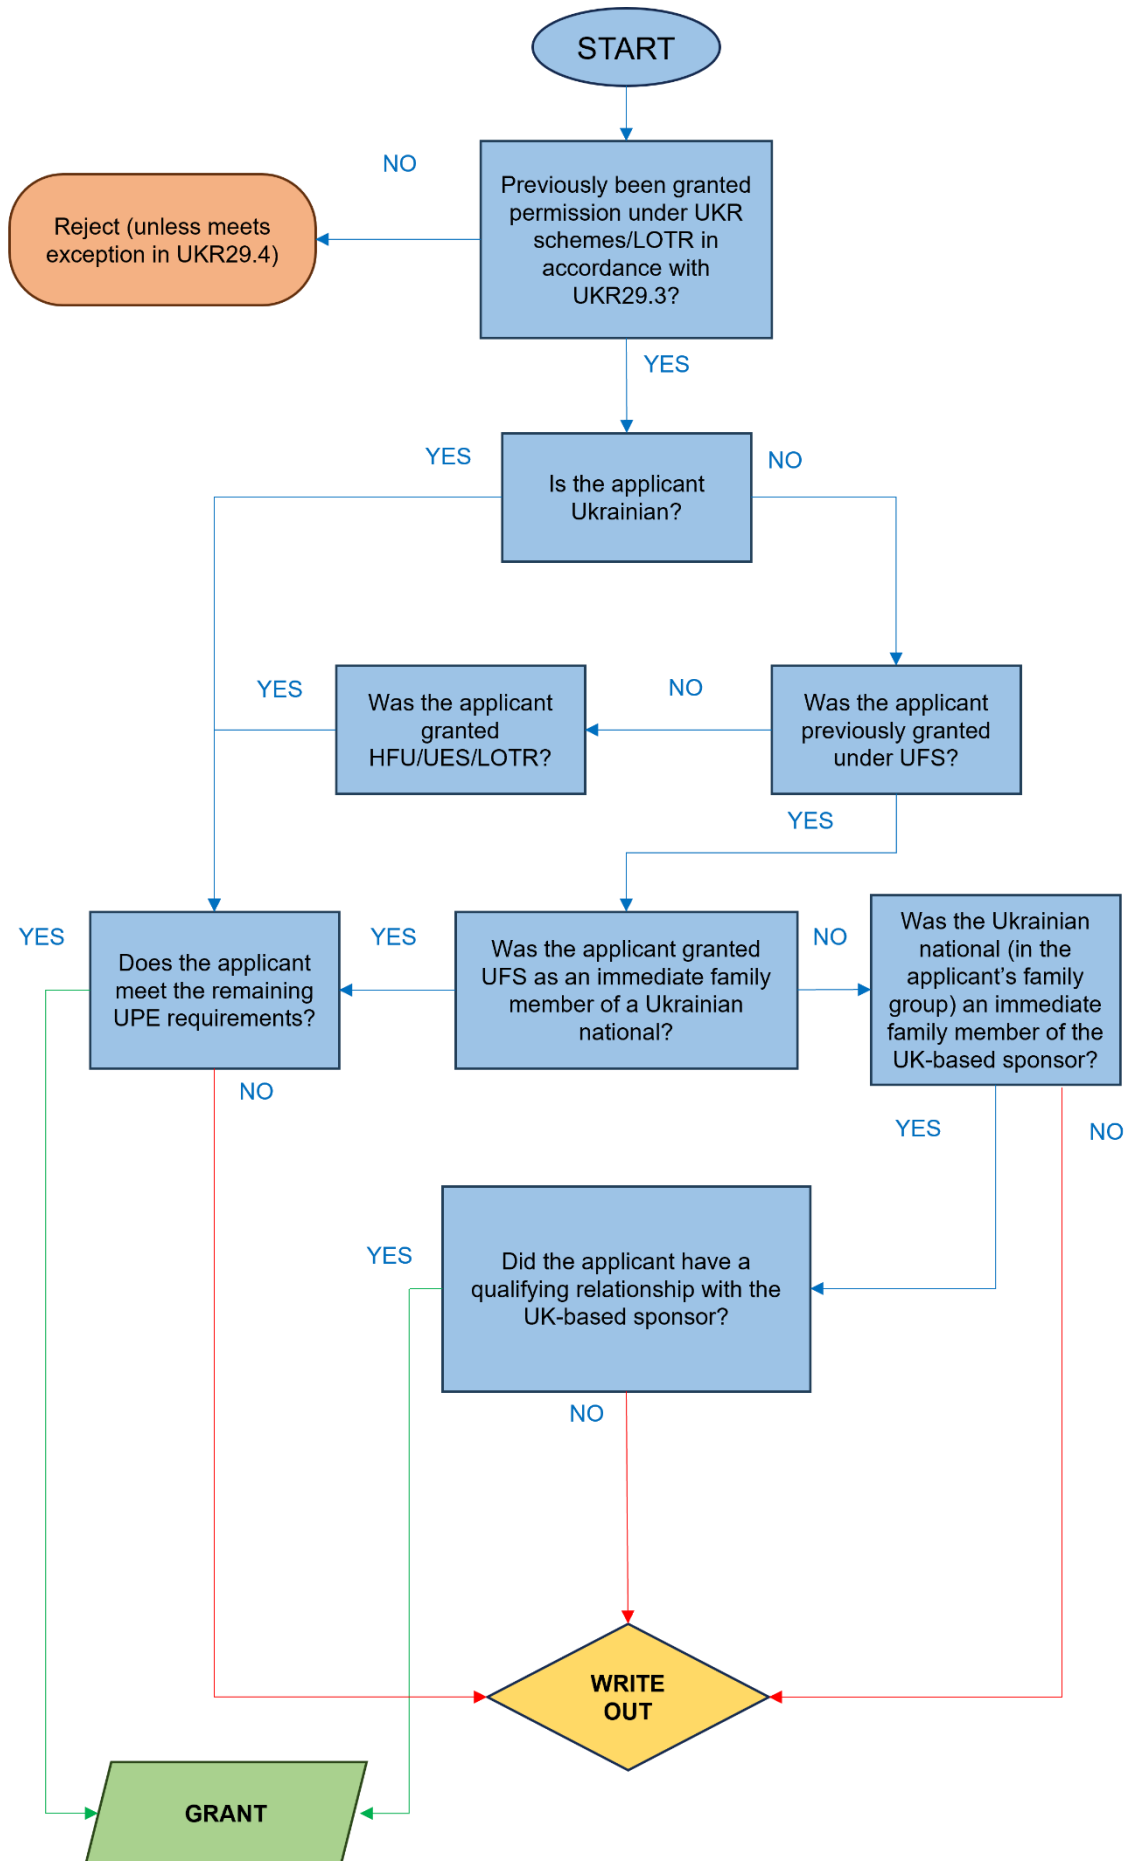 START
NO
Previously been granted
permission under UKR
schemes/LOTR in
accordance with
UKR29.3?
Reject (unless meets
exception in UKR29.4)
YES
YES
NO
Is the applicant
Ukrainian?
YES
Was the applicant
granted
HFU/UES/LOTR?
NO
Was the applicant
previously granted
under UFS?
YES
YES
Does the applicant
meet the remaining
UPE requirements?
YES
Was the applicant granted
UFS as an immediate family
member of a Ukrainian
national?
NO
Was the Ukrainian
national (in the
applicant’s family
group) an immediate
family member of the
UK-based sponsor?
NO
YES
NO
YES
Did the applicant have a
qualifying relationship with the
UK-based sponsor?
NO
WRITE
OUT
GRANT